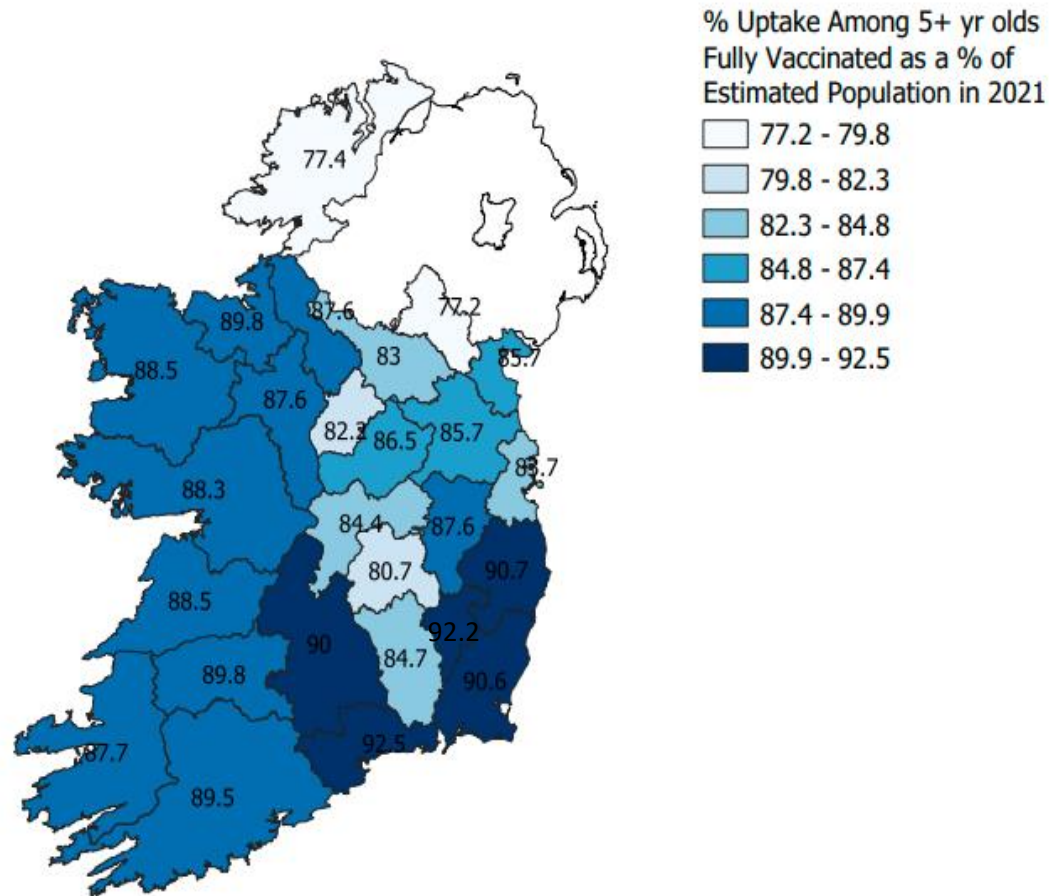 % Uptake Among 5+ yr olds
Fully Vaccinated as a % of
Estimated Population in 2021
77.2 - 79.8
79.8 - 82.3
82.3 - 84.8
84.8 - 87.4
87.4 - 89.9
89.9 - 92.5
77.4
87.6
77.2
89.8
83
85.7
88.5
87.6
82.2
86.5
85.7
83.7
88.3
84.4
87.6
80.7
90.7
88.5
92.2
90
84.7
89.8
90.6
92.5
87.7
89.5